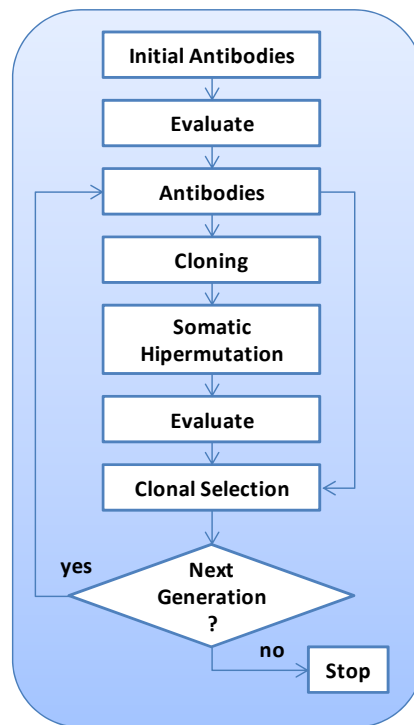 Initial Antibodies
Evaluate
Antibodies
Cloning
Somatic
Hipermutation
Evaluate
Clonal Selection
yes
Next
Generation
?
no
Stop